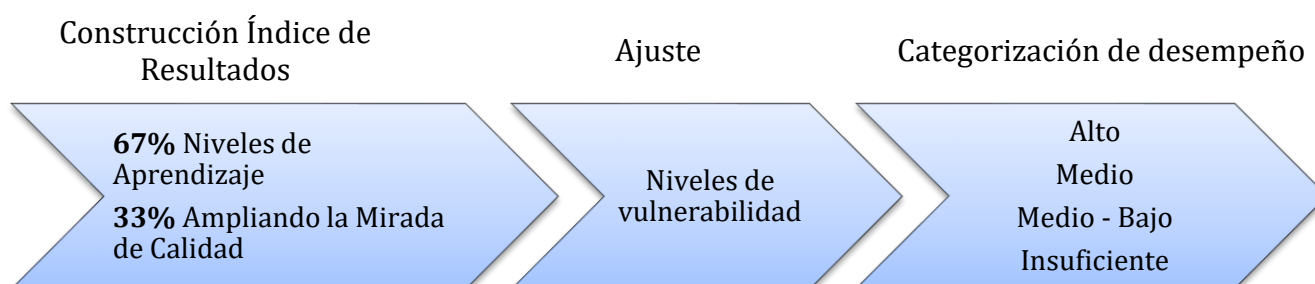 Construcción Índice de
Resultados
67% Niveles de
Aprendizaje
33% Ampliando la Mirada
de Calidad
Ajuste
Niveles de
vulnerabilidad
Categorización de desempeño
Alto
Medio
Medio - Bajo
Insuficiente